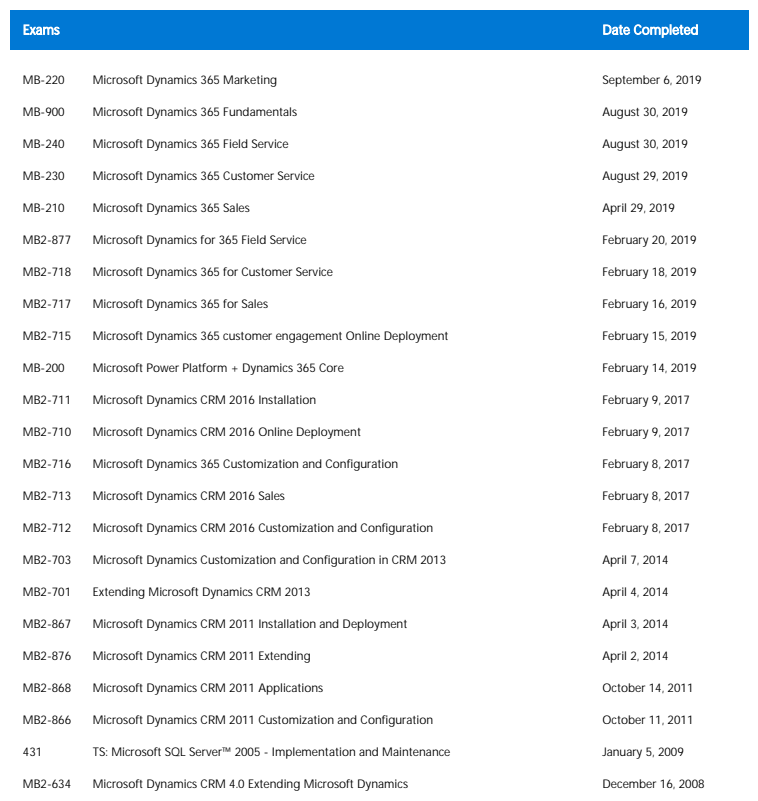 Exams Date Completed
MB-220 Microsoft Dynamics 365 Marketing September 6, 2019
MB-900 Microsoft Dynamics 365 Fundamentals August 30, 2019
MB-240 Microsoft Dynamics 365 Field Service August 30, 2019
MB-230 Microsoft Dynamics 365 Customer Service August 29, 2019
MB-210 Microsoft Dynamics 365 Sales April 29, 2019
MB2-877 Microsoft Dynamics for 365 Field Service February 20, 2019
MB2-718 Microsoft Dynamics 365 for Customer Service February 18, 2019
MB2-717 Microsoft Dynamics 365 for Sales February 16, 2019
MB2-715 Microsoft Dynamics 365 customer engagement Online Deployment February 15, 2019
MB-200 Microsoft Power Platform + Dynamics 365 Core February 14, 2019
MB2-711 Microsoft Dynamics CRM 2016 Installation February 9, 2017
MB2-710 Microsoft Dynamics CRM 2016 Online Deployment February 9, 2017
MB2-716 Microsoft Dynamics 365 Customization and Configuration February 8, 2017
MB2-713 Microsoft Dynamics CRM 2016 Sales February 8, 2017
MB2-712 Microsoft Dynamics CRM 2016 Customization and Configuration February 8, 2017
MB2-703 Microsoft Dynamics Customization and Configuration in CRM 2013 April 7, 2014
MB2-701 Extending Microsoft Dynamics CRM 2013 April 4, 2014
MB2-867 Microsoft Dynamics CRM 2011 Installation and Deployment April 3, 2014
MB2-876 Microsoft Dynamics CRM 2011 Extending April 2, 2014
MB2-868 Microsoft Dynamics CRM 2011 Applications October 14, 2011
MB2-866 Microsoft Dynamics CRM 2011 Customization and Configuration October 11, 2011
431 TS: Microsoft SQL Server™ 2005 - Implementation and Maintenance January 5, 2009
MB2-634 Microsoft Dynamics CRM 4.0 Extending Microsoft Dynamics December 16, 2008